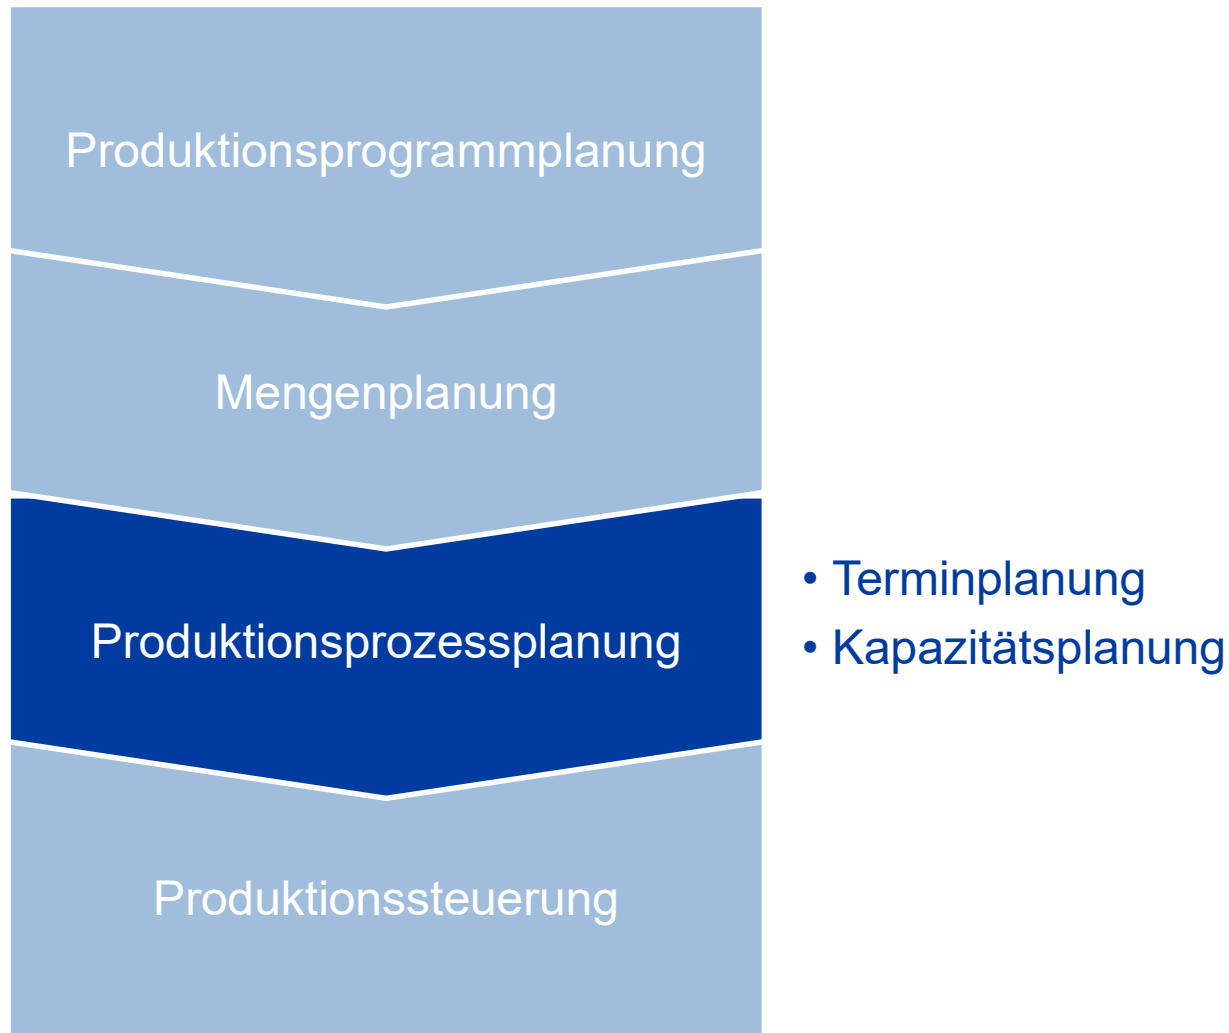 Produktionsprogrammplanung
Mengenplanung
Produktionsprozessplanung
• Terminplanung
• Kapazitätsplanung
Produktionssteuerung